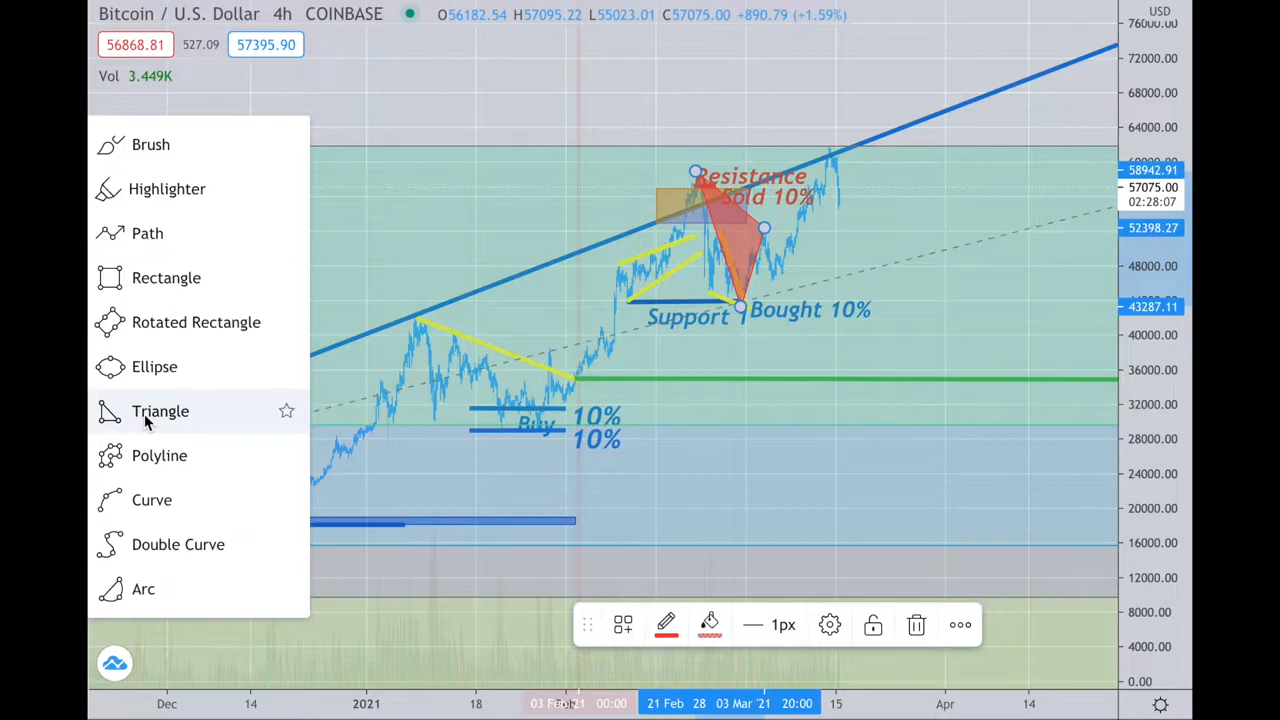 Bitcoin / U.S. Dollar 4h COINBASE O56182.54 H57095.22 L55023.01 C57075.00 +890.79 (+1.59%)
USD
56868.81 527.09 57395.90
Vol 3.449K
Brush
Highlighter
Path
Rectangle
Rotated Rectangle
Ellipse
Triangle
Polyline
Curve
Double Curve
Arc
Resistance
Sold 10%
Support 1
Bought 10%
Buy
10%
10%
76000.00
72000.00
68000.00
64000.00
60000.00
58942.91
57075.00
02:28:07
52398.27
48000.00
43287.11
40000.00
36000.00
32000.00
28000.00
24000.00
20000.00
16000.00
12000.00
8000.00
4000.00
0.00
1px
Dec 14 2021 18 03 Feb '21 00:00 21 Feb 28 03 Mar '21 20:00 15 Apr 14